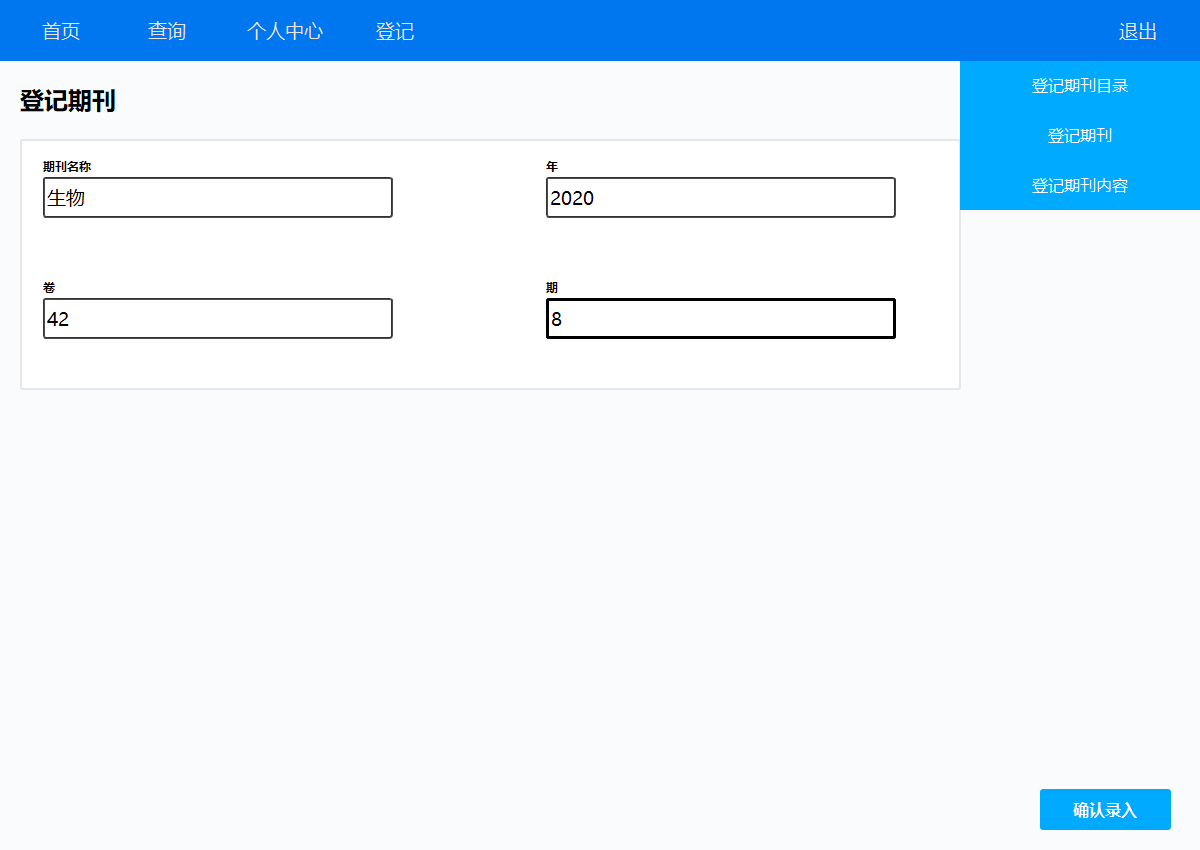 首页 查询 个人中心 登记 退出
登记期刊目录
登记期刊
登记期刊内容
登记期刊
期刊名称 年
生物 2020
卷 期
42 8
确认录入